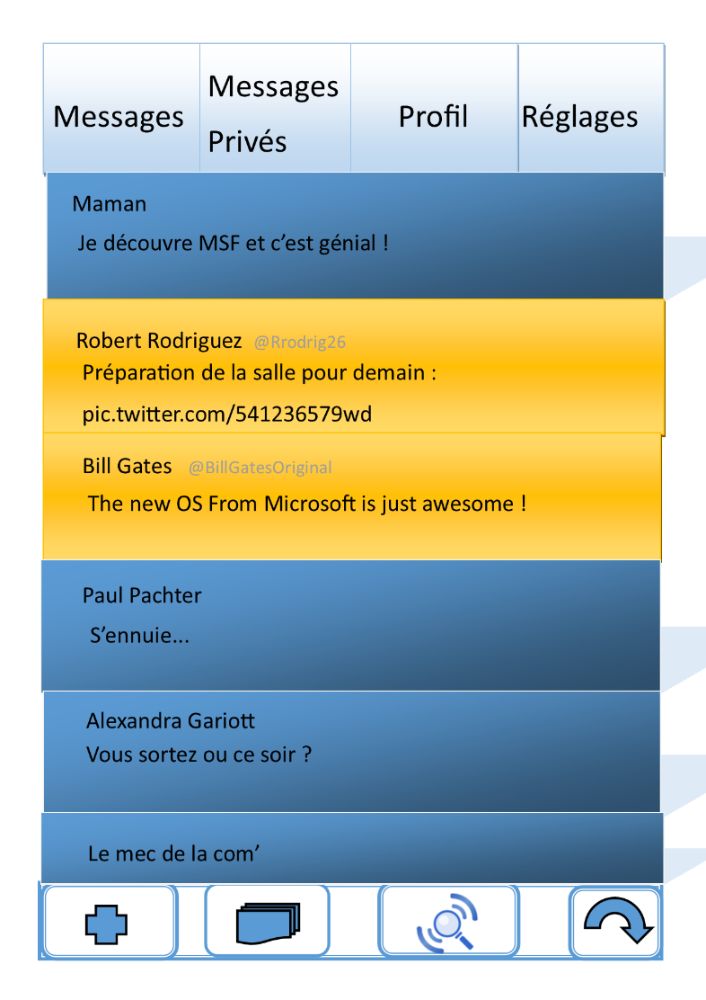 Messages
Messages
Privés
Profil
Réglages
Maman
Je découvre MSF et c’est génial !
Robert Rodriguez @Rrodrig26
Préparation de la salle pour demain :
pic.twitter.com/541236579wd
Bill Gates @BillGatesOriginal
The new OS From Microsoft is just awesome !
Paul Pachter
S’ennuie...
Alexandra Gariott
Vous sortez ou ce soir ?
Le mec de la com’